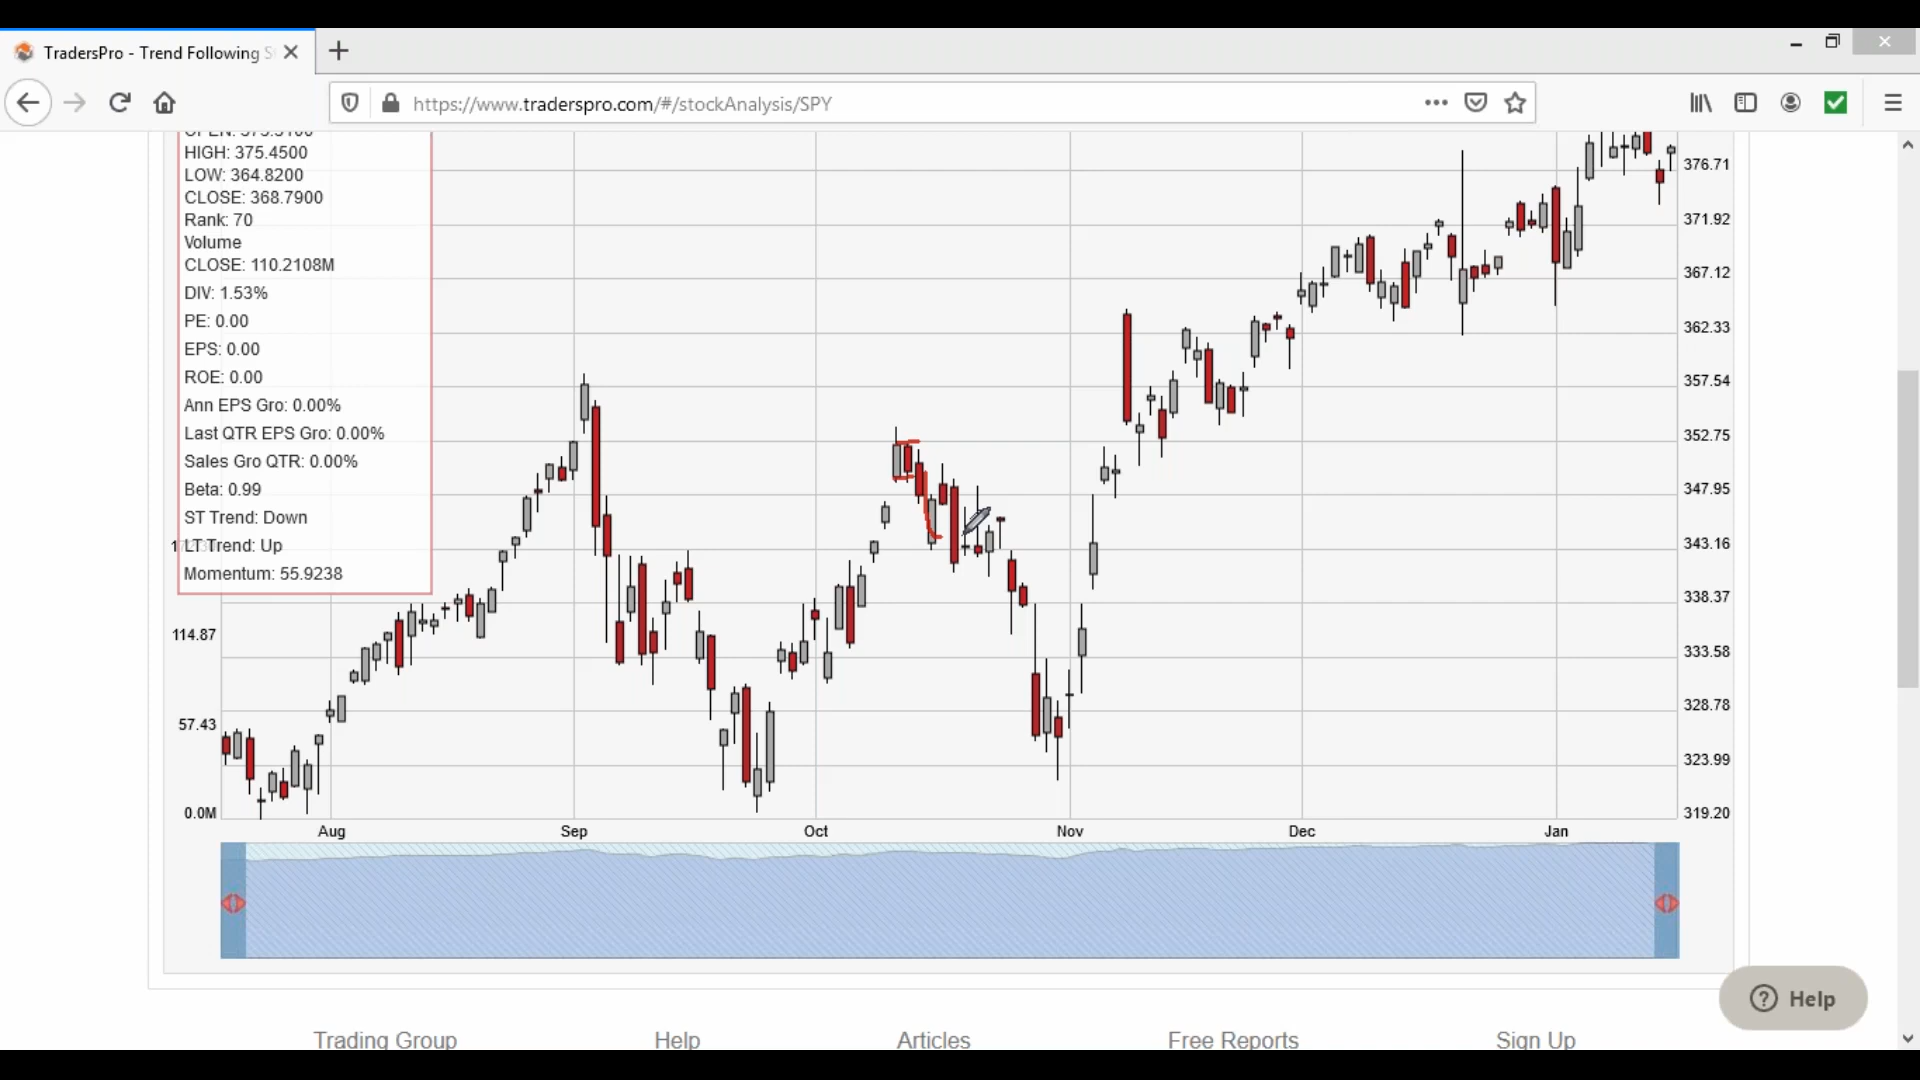 TradersPro - Trend Following S
https://www.traderspro.com/#/stockAnalysis/SPY
HIGH: 375.4500
LOW: 364.8200
CLOSE: 368.7900
Rank: 70
Volume
CLOSE: 110.2108M
DIV: 1.53%
PE: 0.00
EPS: 0.00
ROE: 0.00
Ann EPS Gro: 0.00%
Last QTR EPS Gro: 0.00%
Sales Gro QTR: 0.00%
Beta: 0.99
ST Trend: Down
LT Trend: Up
Momentum: 55.9238
114.87
57.43
0.0M
376.71
371.92
367.12
362.33
357.54
352.75
347.95
343.16
338.37
333.58
328.78
323.99
319.20
Aug Sep Oct Nov Dec Jan
Help
Trading Group Help Articles Free Reports Sign Up